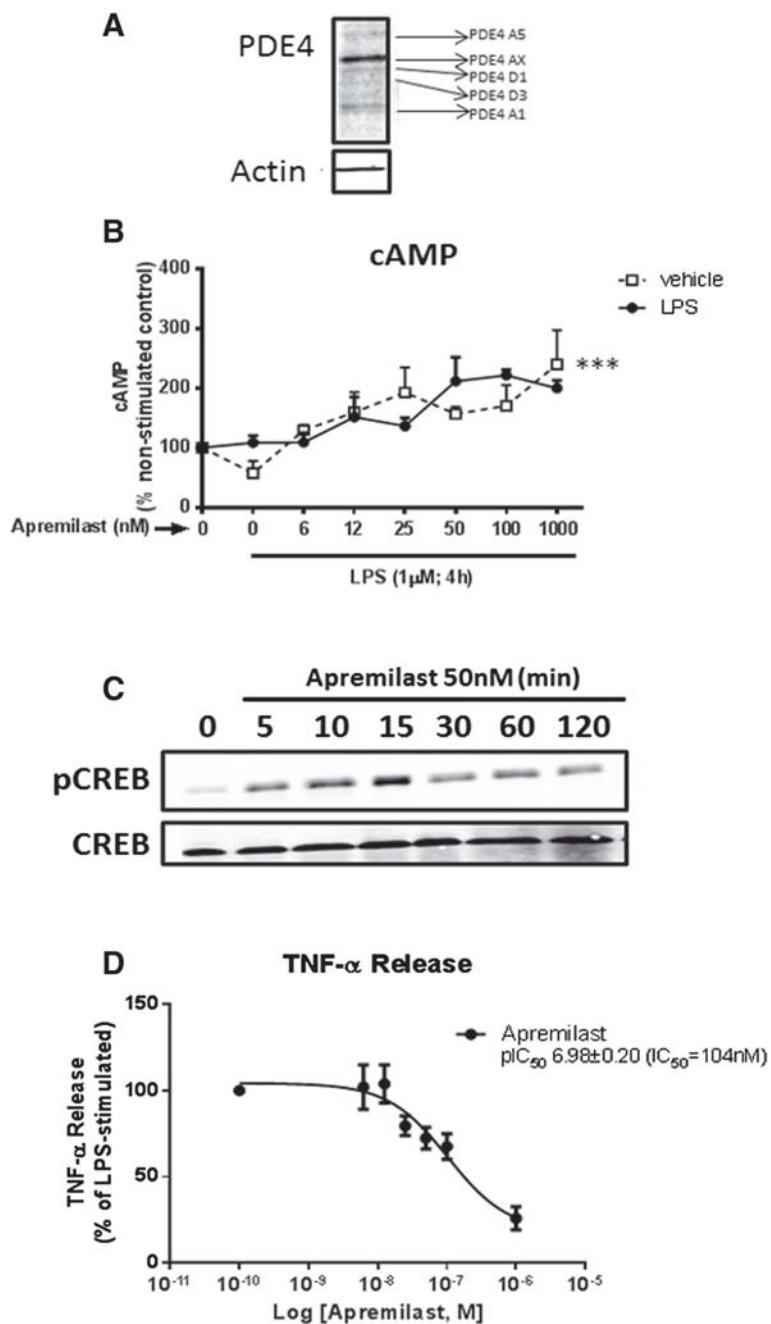 A
PDE4
PDE4 A5
PDE4 AX
PDE4 D1
PDE4 D3
PDE4 A1
Actin
B
cAMP
cAMP
(% non-stimulated control)
400
300
200
100
0
vehicle
LPS
***
Apremilast (nM)
0 0 6 12 25 50 100 1000
LPS (1µM; 4h)
C
Apremilast 50nM (min)
0 5 10 15 30 60 120
pCREB
CREB
D
TNF-α Release
TNF-α Release
(% of LPS-stimulated)
150
100
50
0
Apremilast
pIC₅₀ 6.98±0.20 (IC₅₀=104nM)
10⁻¹¹ 10⁻¹⁰ 10⁻⁹ 10⁻⁸ 10⁻⁷ 10⁻⁶ 10⁻⁵
Log [Apremilast, M]